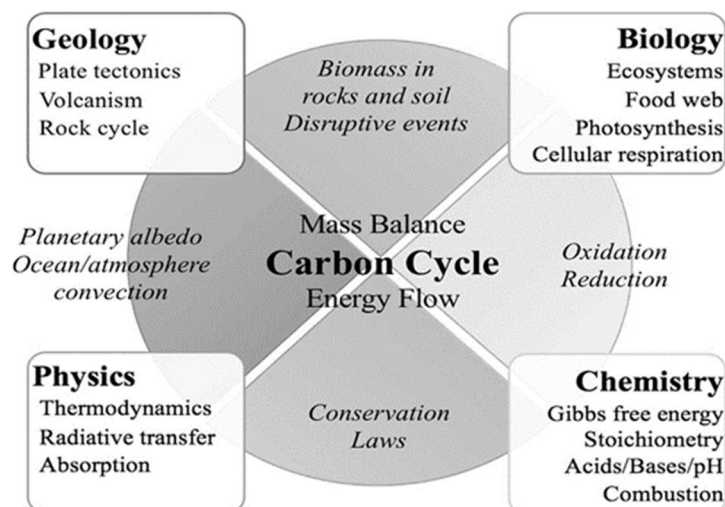 Geology
Plate tectonics
Volcanism
Rock cycle
Biomass in
rocks and soil
Disruptive events
Biology
Ecosystems
Food web
Photosynthesis
Cellular respiration
Planetary albedo
Ocean/atmosphere
convection
Mass Balance
Carbon Cycle
Energy Flow
Oxidation
Reduction
Physics
Thermodynamics
Radiative transfer
Absorption
Conservation
Laws
Chemistry
Gibbs free energy
Stoichiometry
Acids/Bases/pH
Combustion